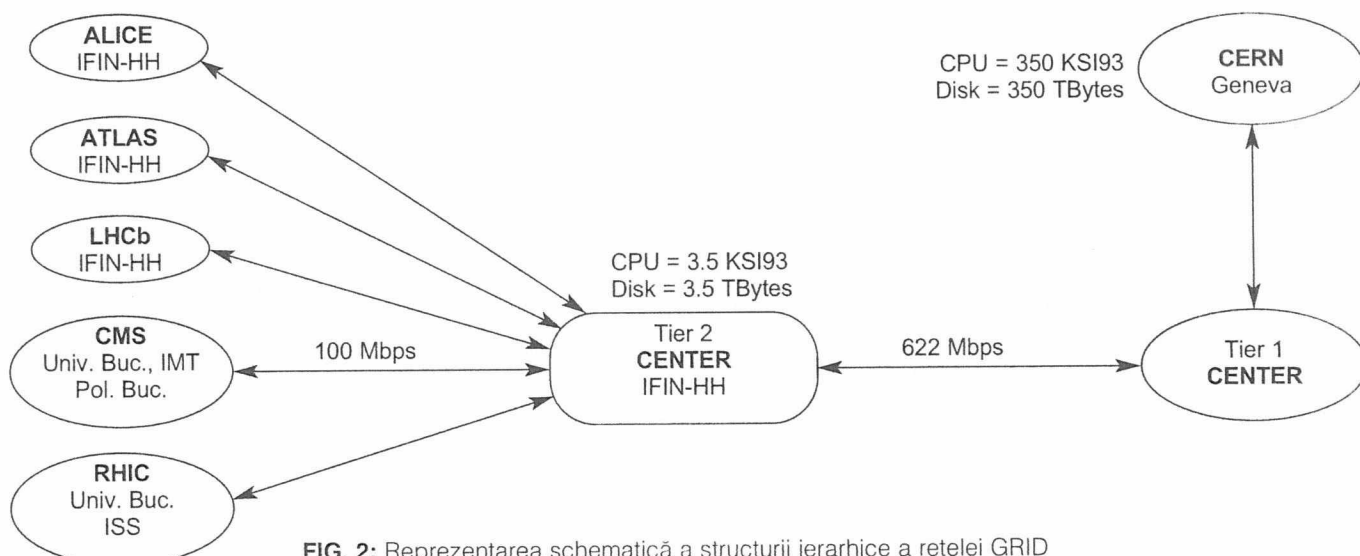 ALICE
IFIN-HH
ATLAS
IFIN-HH
LHCb
IFIN-HH
CMS
Univ. Buc., IMT
Pol. Buc.
RHIC
Univ. Buc.
ISS
100 Mbps
CPU = 3.5 KSI93
Disk = 3.5 TBytes
Tier 2
CENTER
IFIN-HH
622 Mbps
CPU = 350 KSI93
Disk = 350 TBytes
CERN
Geneva
Tier 1
CENTER
FIG. 2: Reprezentarea schematică a structurii ierarhice a rețelei GRID